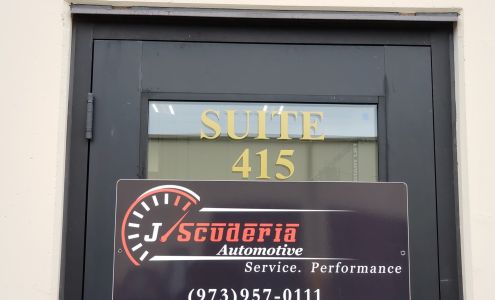 SUITE
415
J Scuderia
Automotive
Service. Performance
(973)957-0111